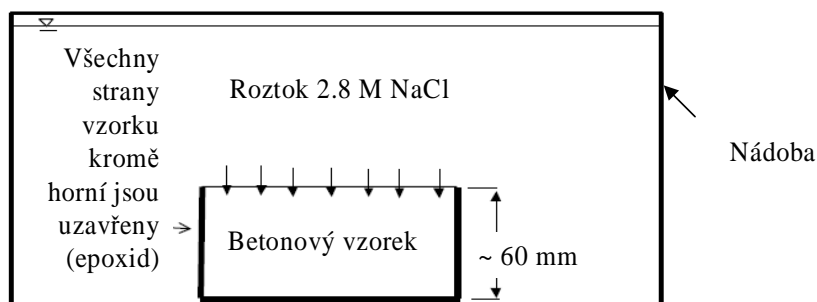 Všechny
strany
vzorku
kromě
horní jsou
uzavřeny
(epoxid)
Roztok 2.8 M NaCl
Nádoba
Betonový vzorek
~ 60 mm